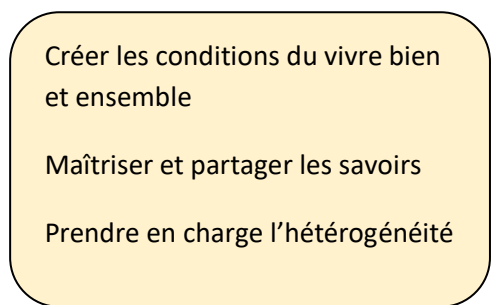 Créer les conditions du vivre bien
et ensemble
Maîtriser et partager les savoirs
Prendre en charge l’hétérogénéité